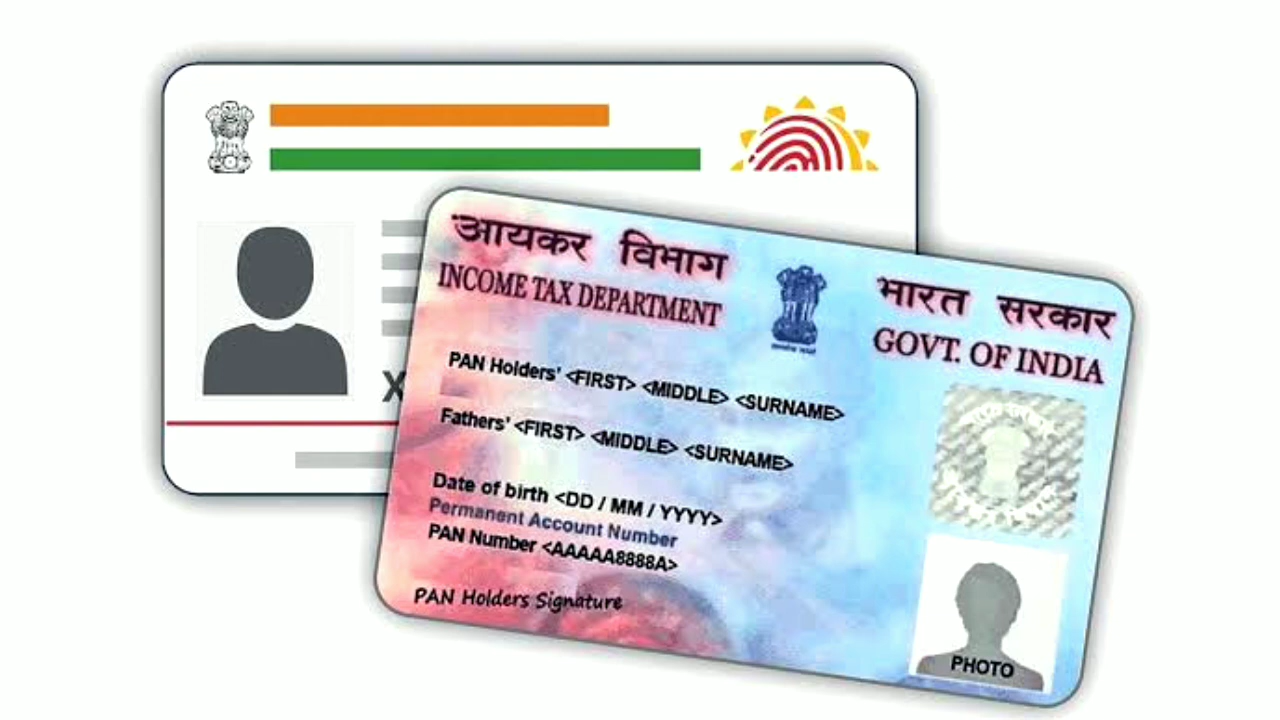 X
आयकर विभाग
INCOME TAX DEPARTMENT
भारत सरकार
GOVT. OF INDIA
PAN Holders' <FIRST> <MIDDLE> <SURNAME>
Fathers' <FIRST> <MIDDLE> <SURNAME>
Date of birth <DD / MM / YYYY>
Permanent Account Number
PAN Number <AAAAA8888A>
PAN Holders Signature
PHOTO